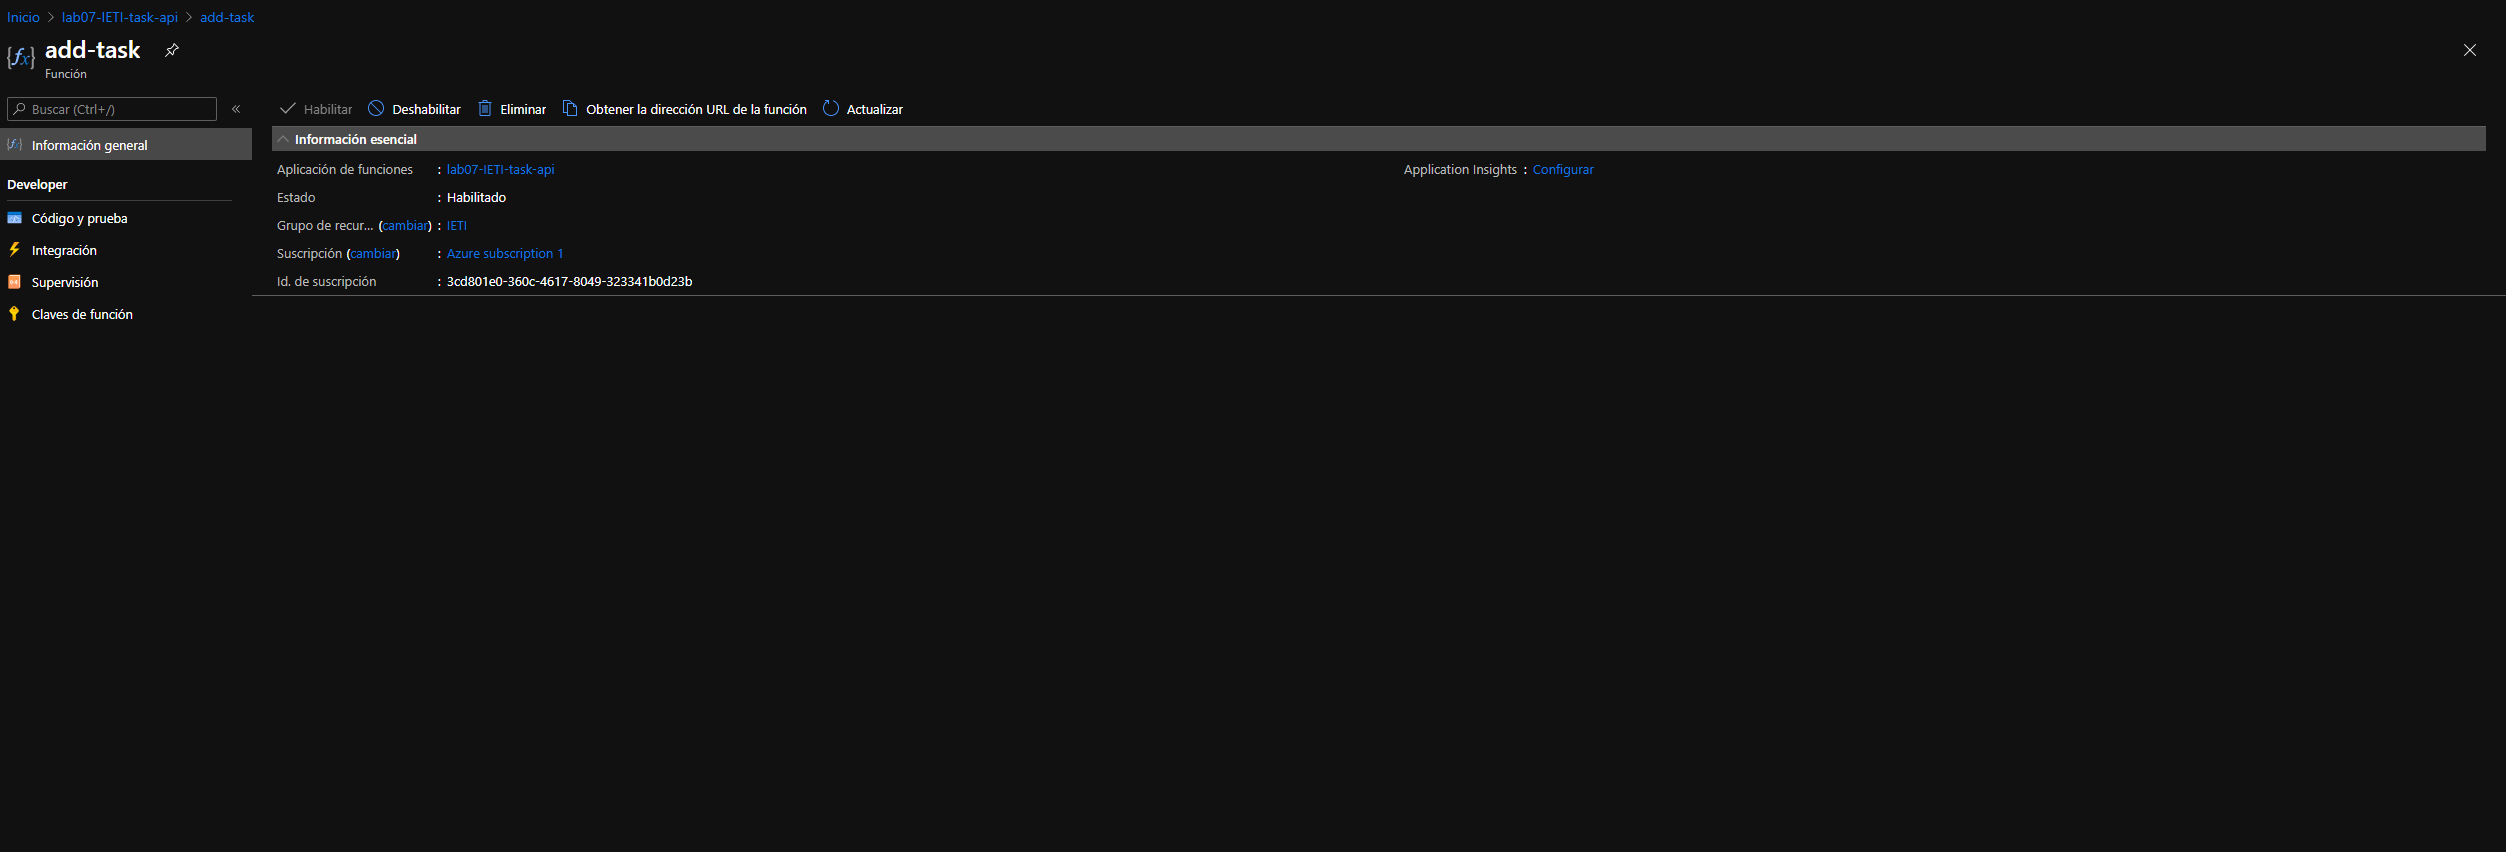 Inicio > lab07-IETI-task-api > add-task
{fx} add-task
Función
Buscar (Ctrl+/) «
Habilitar Deshabilitar Eliminar Obtener la dirección URL de la función Actualizar
Información general
Developer
Código y prueba
Integración
Supervisión
Claves de función
Información esencial
Aplicación de funciones : lab07-IETI-task-api
Estado : Habilitado
Grupo de recur... (cambiar) : IETI
Suscripción (cambiar) : Azure subscription 1
Id. de suscripción : 3cd801e0-360c-4617-8049-323341b0d23b
Application Insights : Configurar